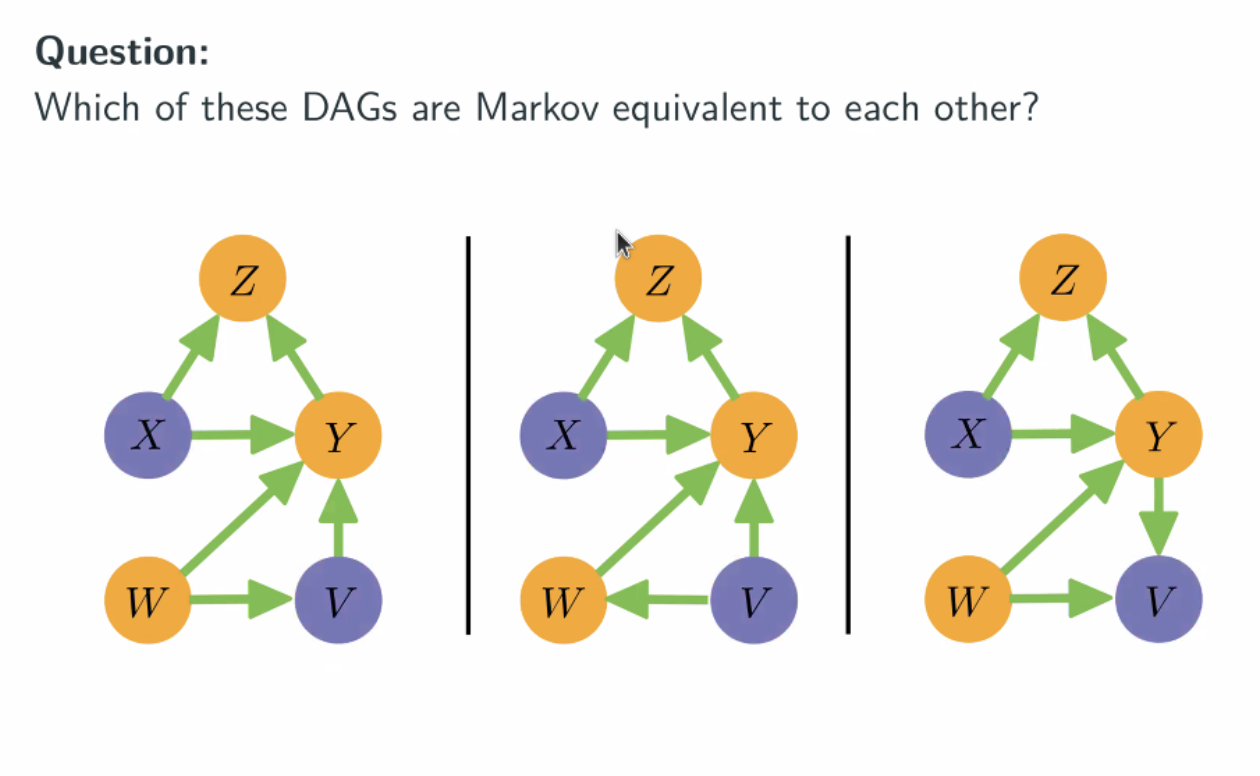 Question:
Which of these DAGs are Markov equivalent to each other?
Z Z Z
X Y X Y X Y
W V W V W V